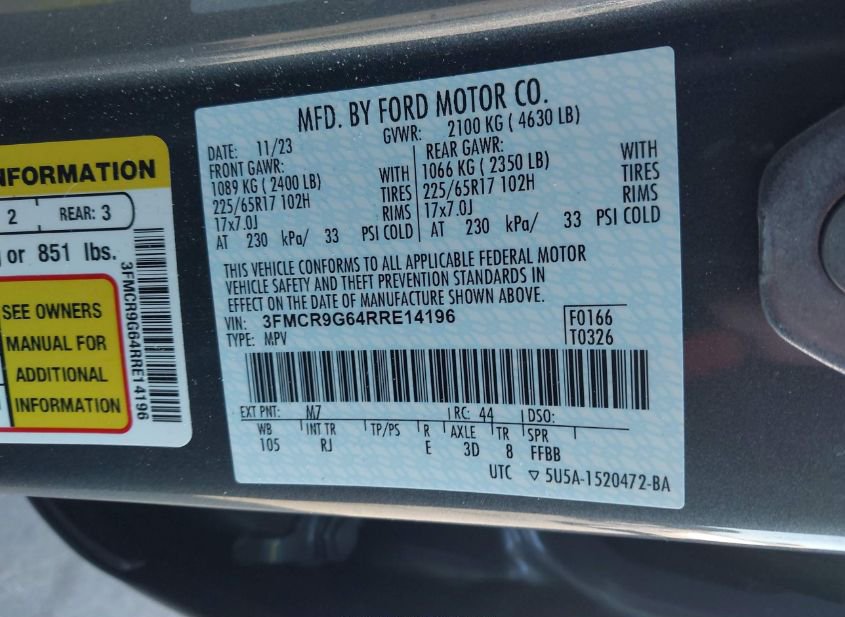 NFORMATION
2 REAR: 3
or 851 lbs.
SEE OWNERS
MANUAL FOR
ADDITIONAL
INFORMATION
3FMCR9G64RRE14196
MFD. BY FORD MOTOR CO.
DATE: 11/23 GVWR: 2100 KG ( 4630 LB)
FRONT GAWR: REAR GAWR:
1089 KG ( 2400 LB) WITH 1066 KG ( 2350 LB) WITH
225/65R17 102H TIRES 225/65R17 102H TIRES
17x7.0J RIMS 17x7.0J RIMS
AT 230 kPa/ 33 PSI COLD AT 230 kPa/ 33 PSI COLD
THIS VEHICLE CONFORMS TO ALL APPLICABLE FEDERAL MOTOR
VEHICLE SAFETY AND THEFT PREVENTION STANDARDS IN
EFFECT ON THE DATE OF MANUFACTURE SHOWN ABOVE.
VIN: 3FMCR9G64RRE14196 F0166
TYPE: MPV T0326
EXT PNT: M7 RC: 44 DSO:
WB INT TR TP/PS R AXLE TR SPR
105 RJ E 3D 8 FFBB
UTC ▽ 5U5A-1520472-BA